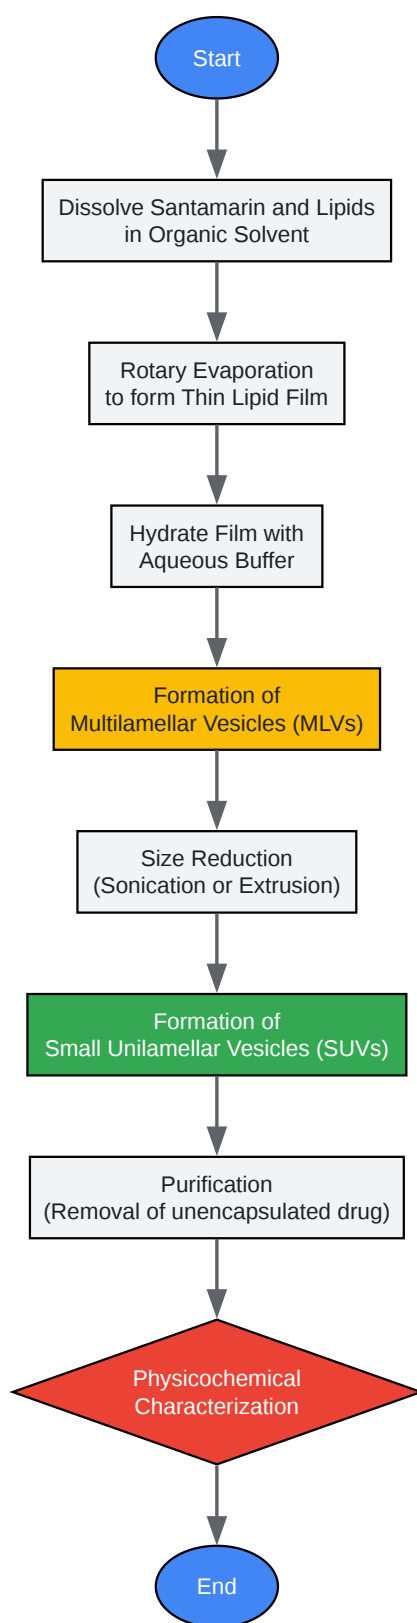 Start
Dissolve Santamarin and Lipids
in Organic Solvent
Rotary Evaporation
to form Thin Lipid Film
Hydrate Film with
Aqueous Buffer
Formation of
Multilamellar Vesicles (MLVs)
Size Reduction
(Sonication or Extrusion)
Formation of
Small Unilamellar Vesicles (SUVs)
Purification
(Removal of unencapsulated drug)
Physicochemical
Characterization
End